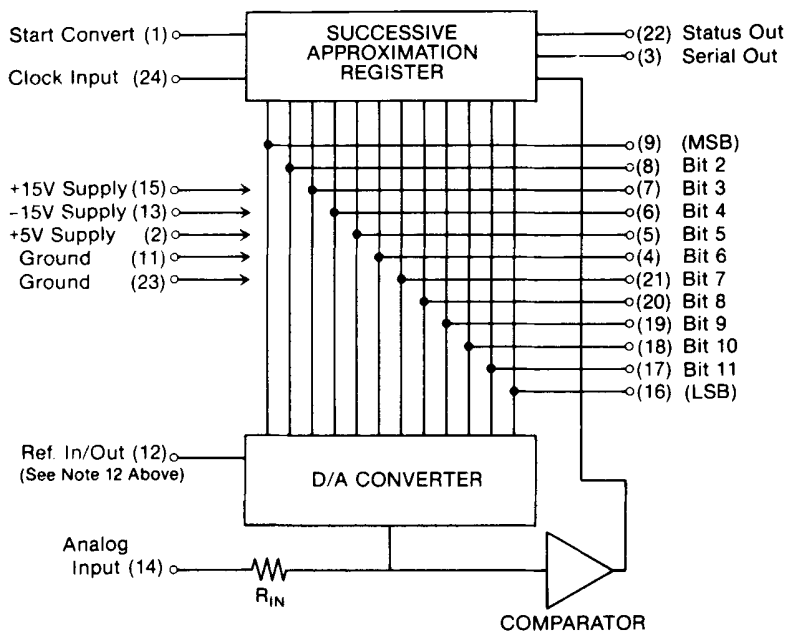 Start Convert (1)
Clock Input (24)
SUCCESSIVE
APPROXIMATION
REGISTER
(22) Status Out
(3) Serial Out
+15V Supply (15)
-15V Supply (13)
+5V Supply (2)
Ground (11)
Ground (23)
(9) (MSB)
(8) Bit 2
(7) Bit 3
(6) Bit 4
(5) Bit 5
(4) Bit 6
(21) Bit 7
(20) Bit 8
(19) Bit 9
(18) Bit 10
(17) Bit 11
(16) (LSB)
Ref. In/Out (12)
(See Note 12 Above)
D/A CONVERTER
Analog
Input (14)
RIN
COMPARATOR